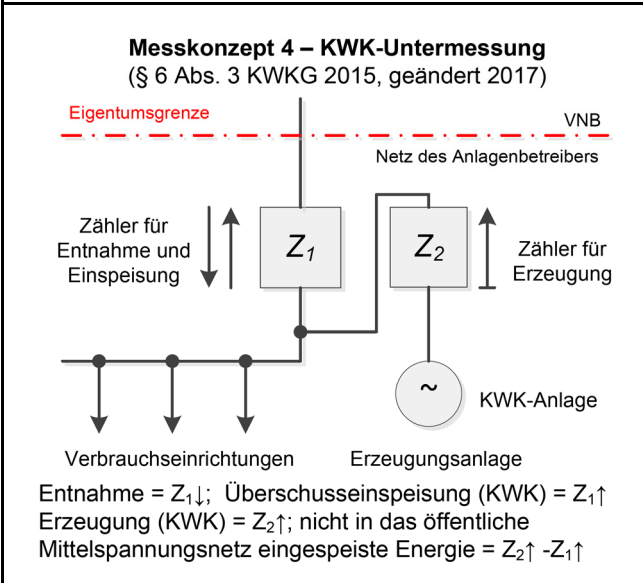 Messkonzept 4 – KWK-Untermessung
(§ 6 Abs. 3 KWKG 2015, geändert 2017)
Eigentumsgrenze
VNB
Netz des Anlagenbetreibers
Zähler für
Entnahme und
Einspeisung
Z1
Z2
Zähler für
Erzeugung
~
KWK-Anlage
Verbrauchseinrichtungen
Erzeugungsanlage
Entnahme = Z1↓; Überschusseinspeisung (KWK) = Z1↑
Erzeugung (KWK) = Z2↑; nicht in das öffentliche
Mittelspannungsnetz eingespeiste Energie = Z2↑ -Z1↑